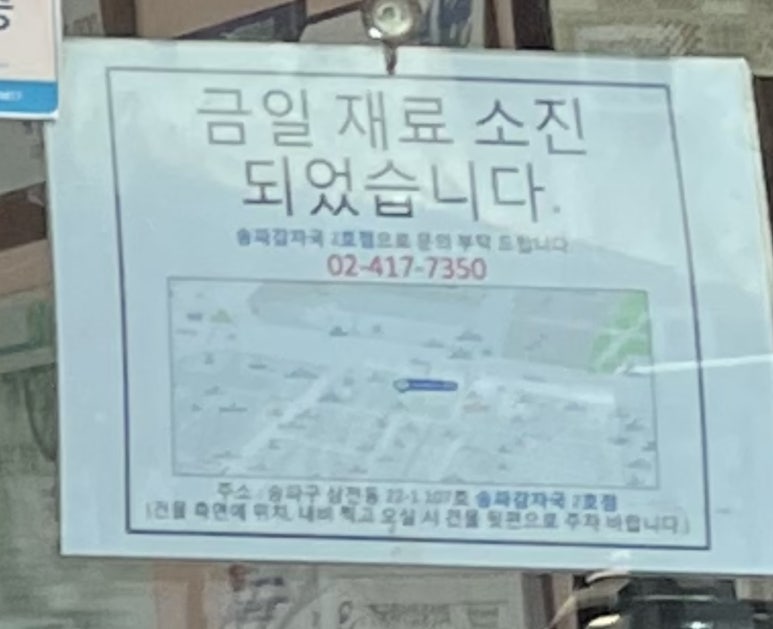 금일 재료 소진
되었습니다.
송파감자국 2호점으로 문의 부탁 드립니다
02-417-7350
주소 : 송파구 삼전동 22-1 107호 송파감자국 2호점
(건물 측면에 위치, 내비 찍고 오실 시 건물 뒷편으로 주차 바랍니다.)